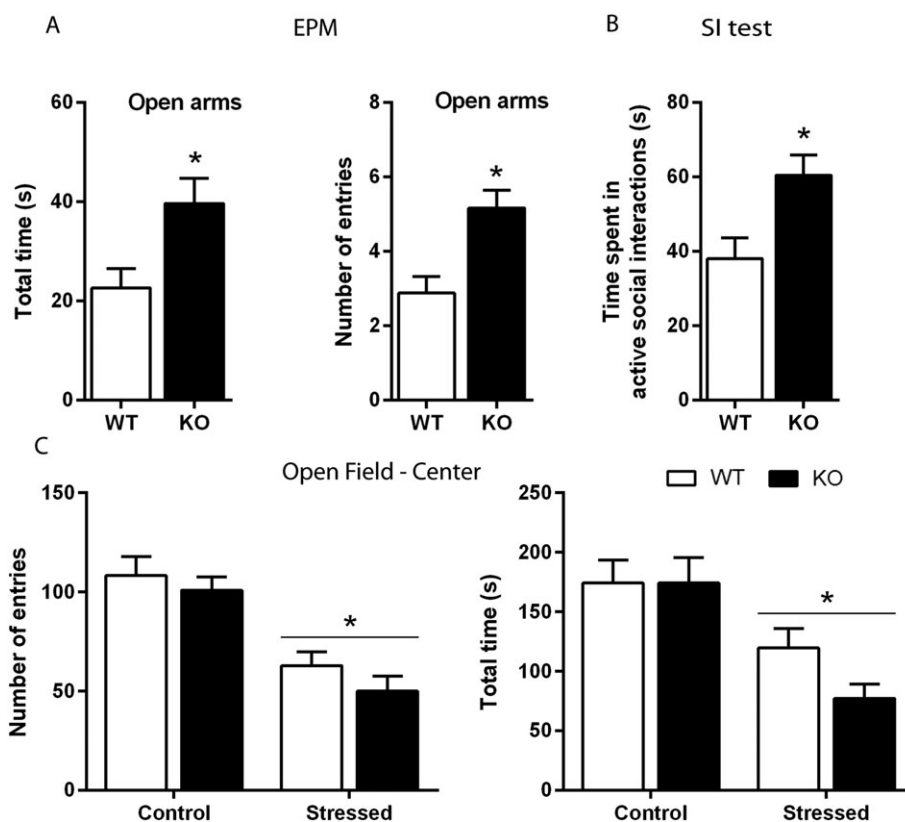 A
EPM
B
SI test
Open arms
Total time (s)
60
40
20
0
*
WT
KO
Open arms
Number of entries
8
6
4
2
0
*
WT
KO
Time spent in
active social interactions (s)
80
60
40
20
0
*
WT
KO
C
Open Field - Center
Number of entries
150
100
50
0
*
Control
Stressed
WT
KO
Total time (s)
250
200
150
100
50
0
*
Control
Stressed